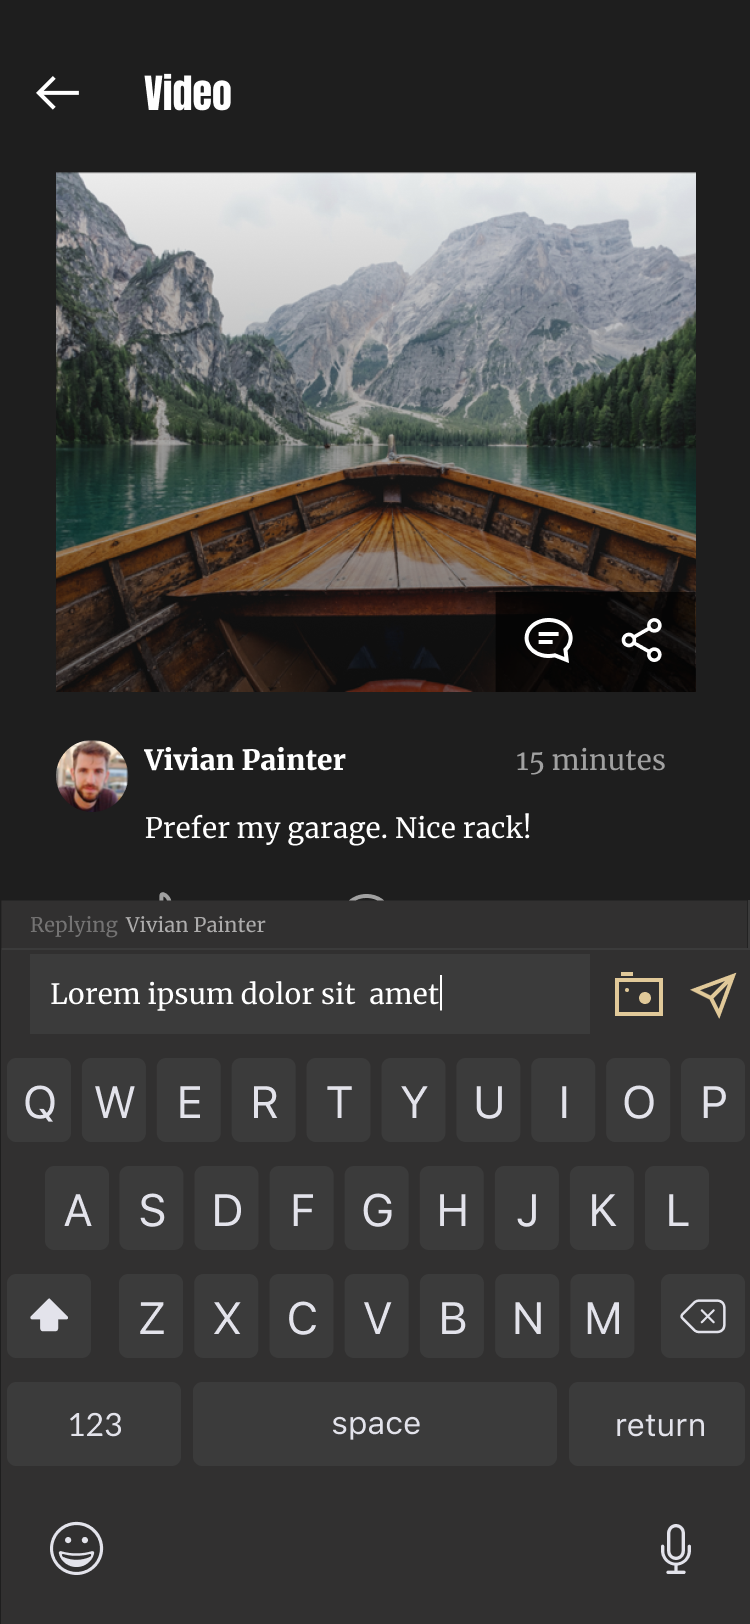 Video
Vivian Painter 15 minutes
Prefer my garage. Nice rack!
Replying Vivian Painter
Lorem ipsum dolor sit  amet
Q W E R T Y U I O P
A S D F G H J K L
Z X C V B N M
123 space return